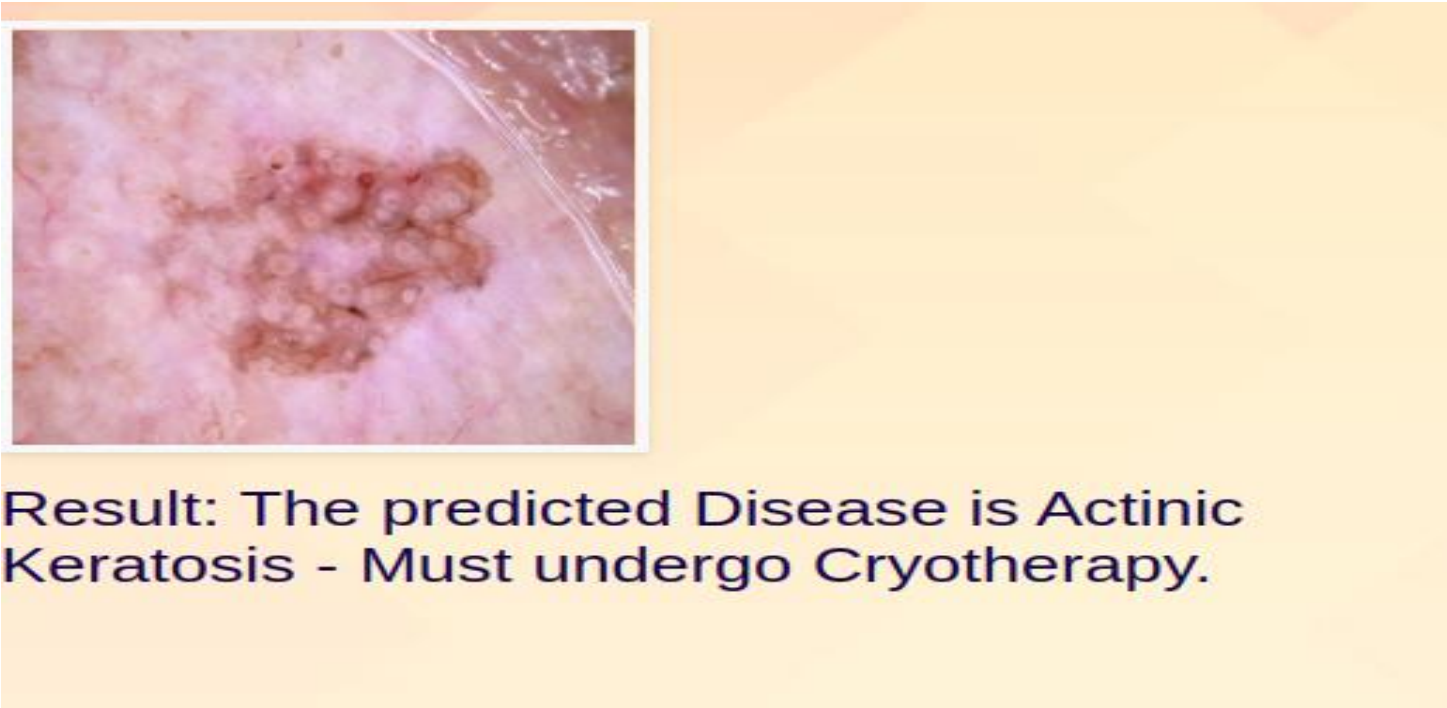 Result: The predicted Disease is Actinic
Keratosis - Must undergo Cryotherapy.